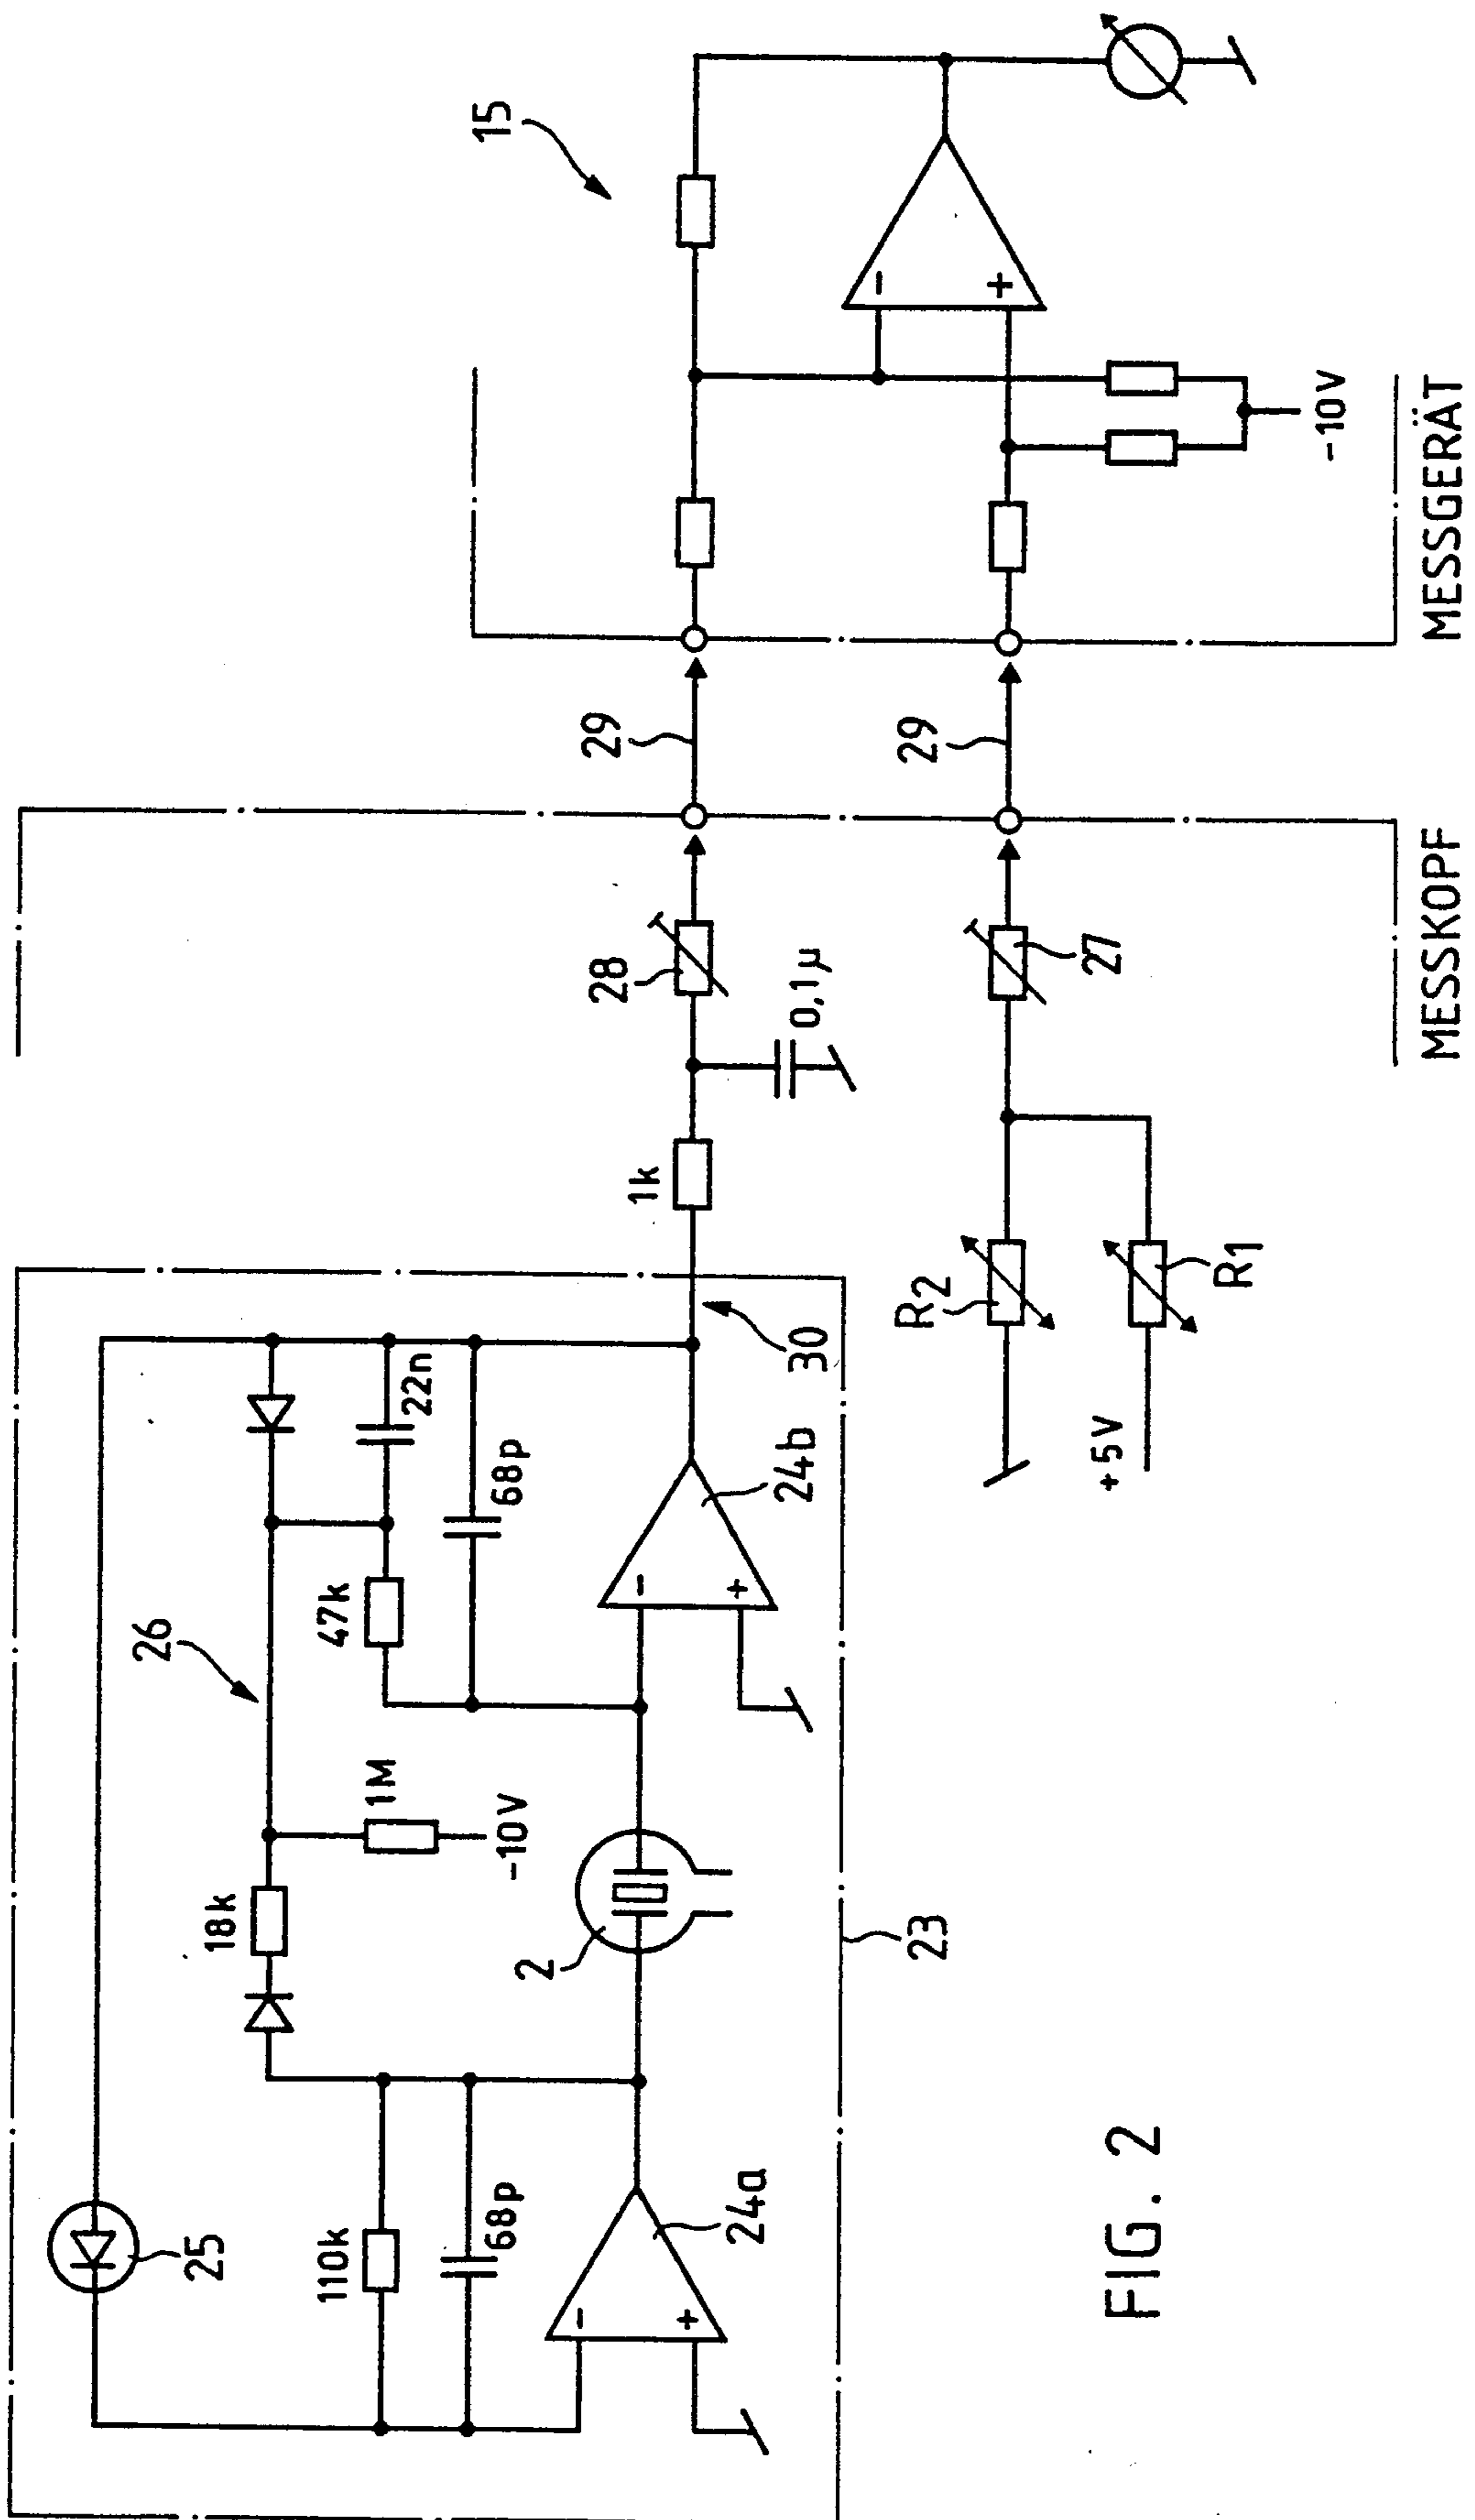 15
25
26
18k
1M
-10V
47k
22n
68p
110k
68p
24a
2
24b
30
23
1k
28
0,1µ
29
29
R2
R1
+5V
27
-
+
-
+
-
+
-10V
MESSKOPF
MESSGERÄT
FIG. 2